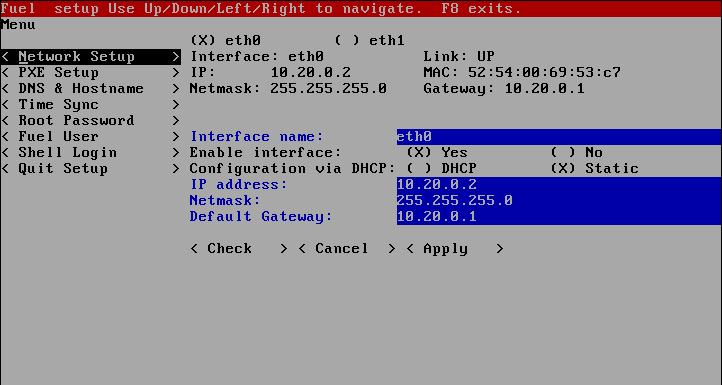 Fuel  setup Use Up/Down/Left/Right to navigate.  F8 exits.
Menu
(X) eth0        ( ) eth1
< Network Setup    > Interface: eth0           Link: UP
< PXE Setup        > IP:      10.20.0.2        MAC: 52:54:00:69:53:c7
< DNS & Hostname   > Netmask: 255.255.255.0    Gateway: 10.20.0.1
< Time Sync        >
< Root Password    >
< Fuel User        > Interface name:        eth0
< Shell Login      > Enable interface:       (X) Yes         ( ) No
< Quit Setup       > Configuration via DHCP: ( ) DHCP        (X) Static
IP address:            10.20.0.2
Netmask:               255.255.255.0
Default Gateway:       10.20.0.1
< Check   > < Cancel  > < Apply   >